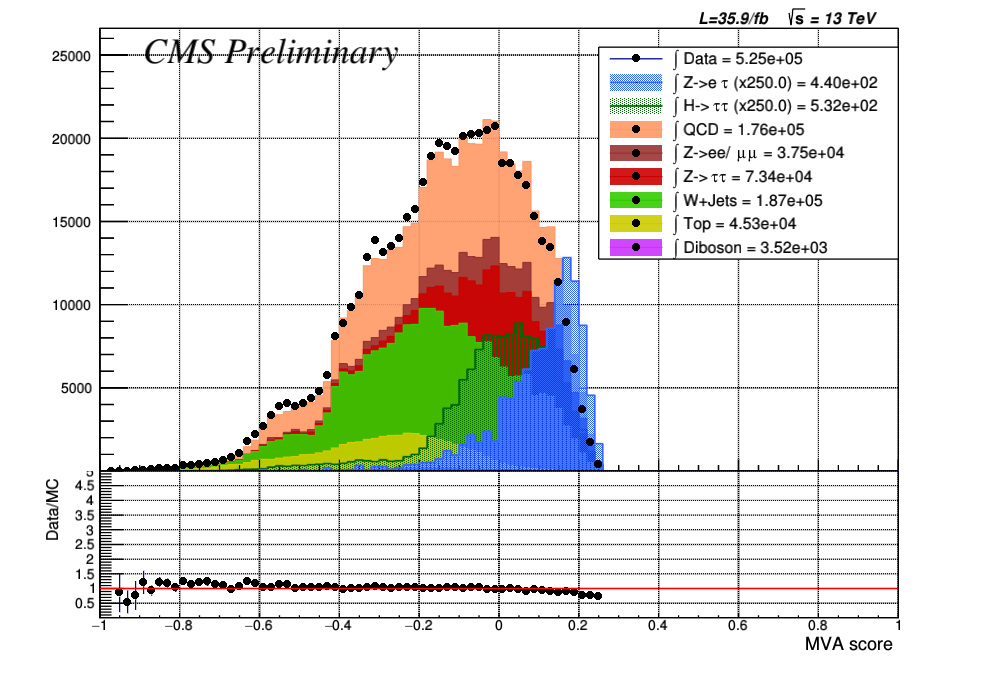 L=35.9/fb √s = 13 TeV
CMS Preliminary
25000
20000
15000
10000
5000
∫ Data = 5.25e+05
∫ Z->e τ (x250.0) = 4.40e+02
∫ H-> ττ (x250.0) = 5.32e+02
∫ QCD = 1.76e+05
∫ Z->ee/ μμ = 3.75e+04
∫ Z-> ττ = 7.34e+04
∫ W+Jets = 1.87e+05
∫ Top = 4.53e+04
∫ Diboson = 3.52e+03
Data/MC
5
4.5
4
3.5
3
2.5
2
1.5
1
0.5
−1 −0.8 −0.6 −0.4 −0.2 0 0.2 0.4 0.6 0.8 1
MVA score